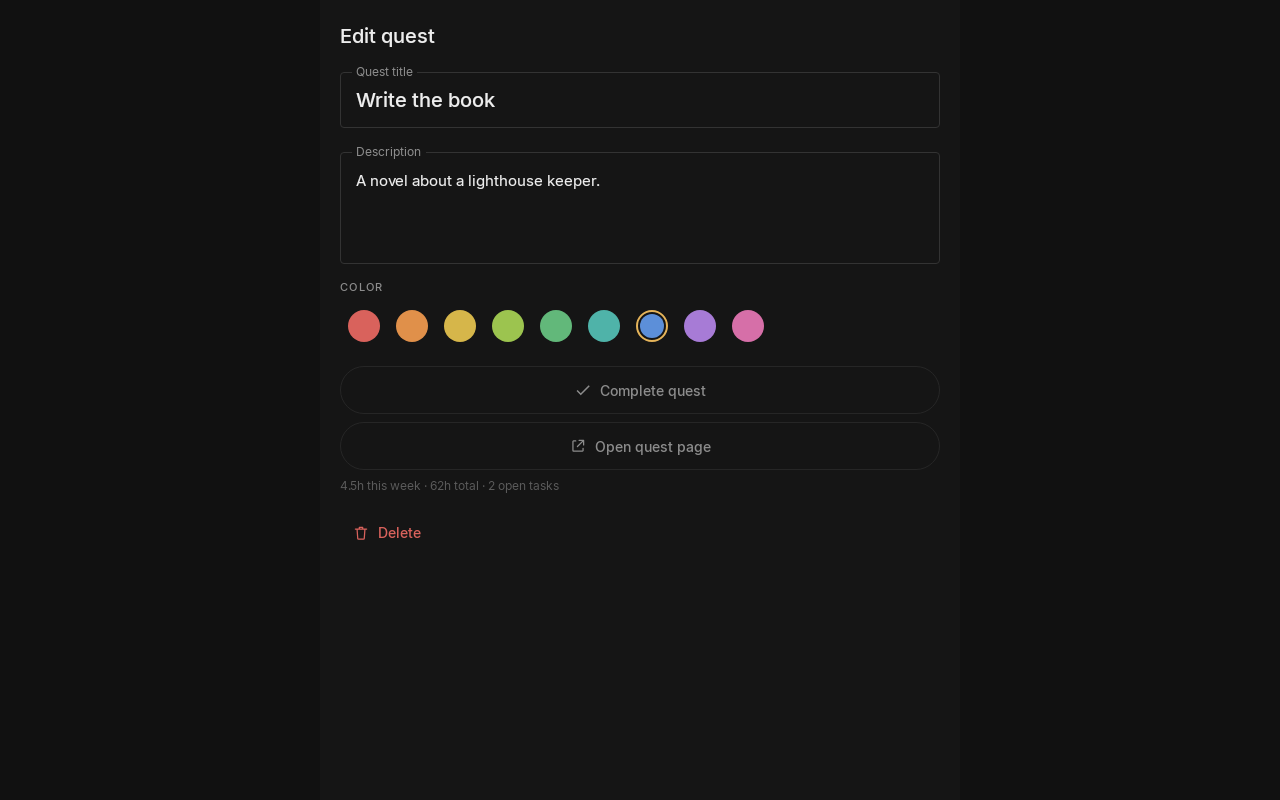 Edit quest
Quest title
Write the book
Description
A novel about a lighthouse keeper.
COLOR
Complete quest
Open quest page
4.5h this week · 62h total · 2 open tasks
Delete